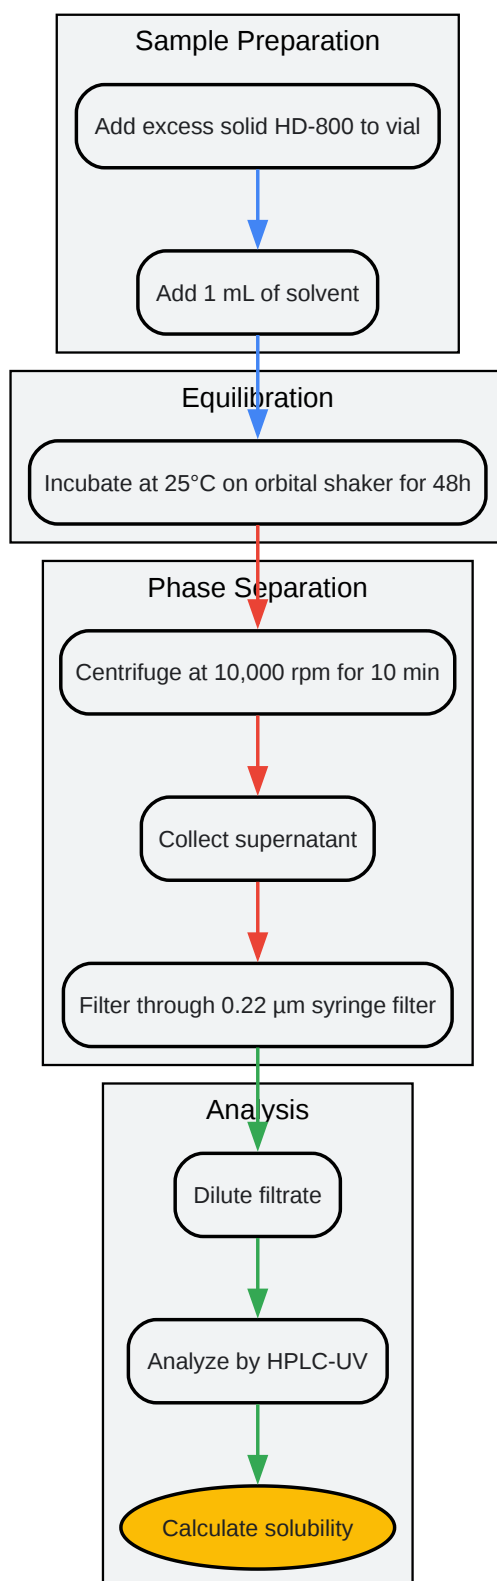 Sample Preparation
Add excess solid HD-800 to vial
Add 1 mL of solvent
Equilibration
Incubate at 25°C on orbital shaker for 48h
Phase Separation
Centrifuge at 10,000 rpm for 10 min
Collect supernatant
Filter through 0.22 µm syringe filter
Analysis
Dilute filtrate
Analyze by HPLC-UV
Calculate solubility